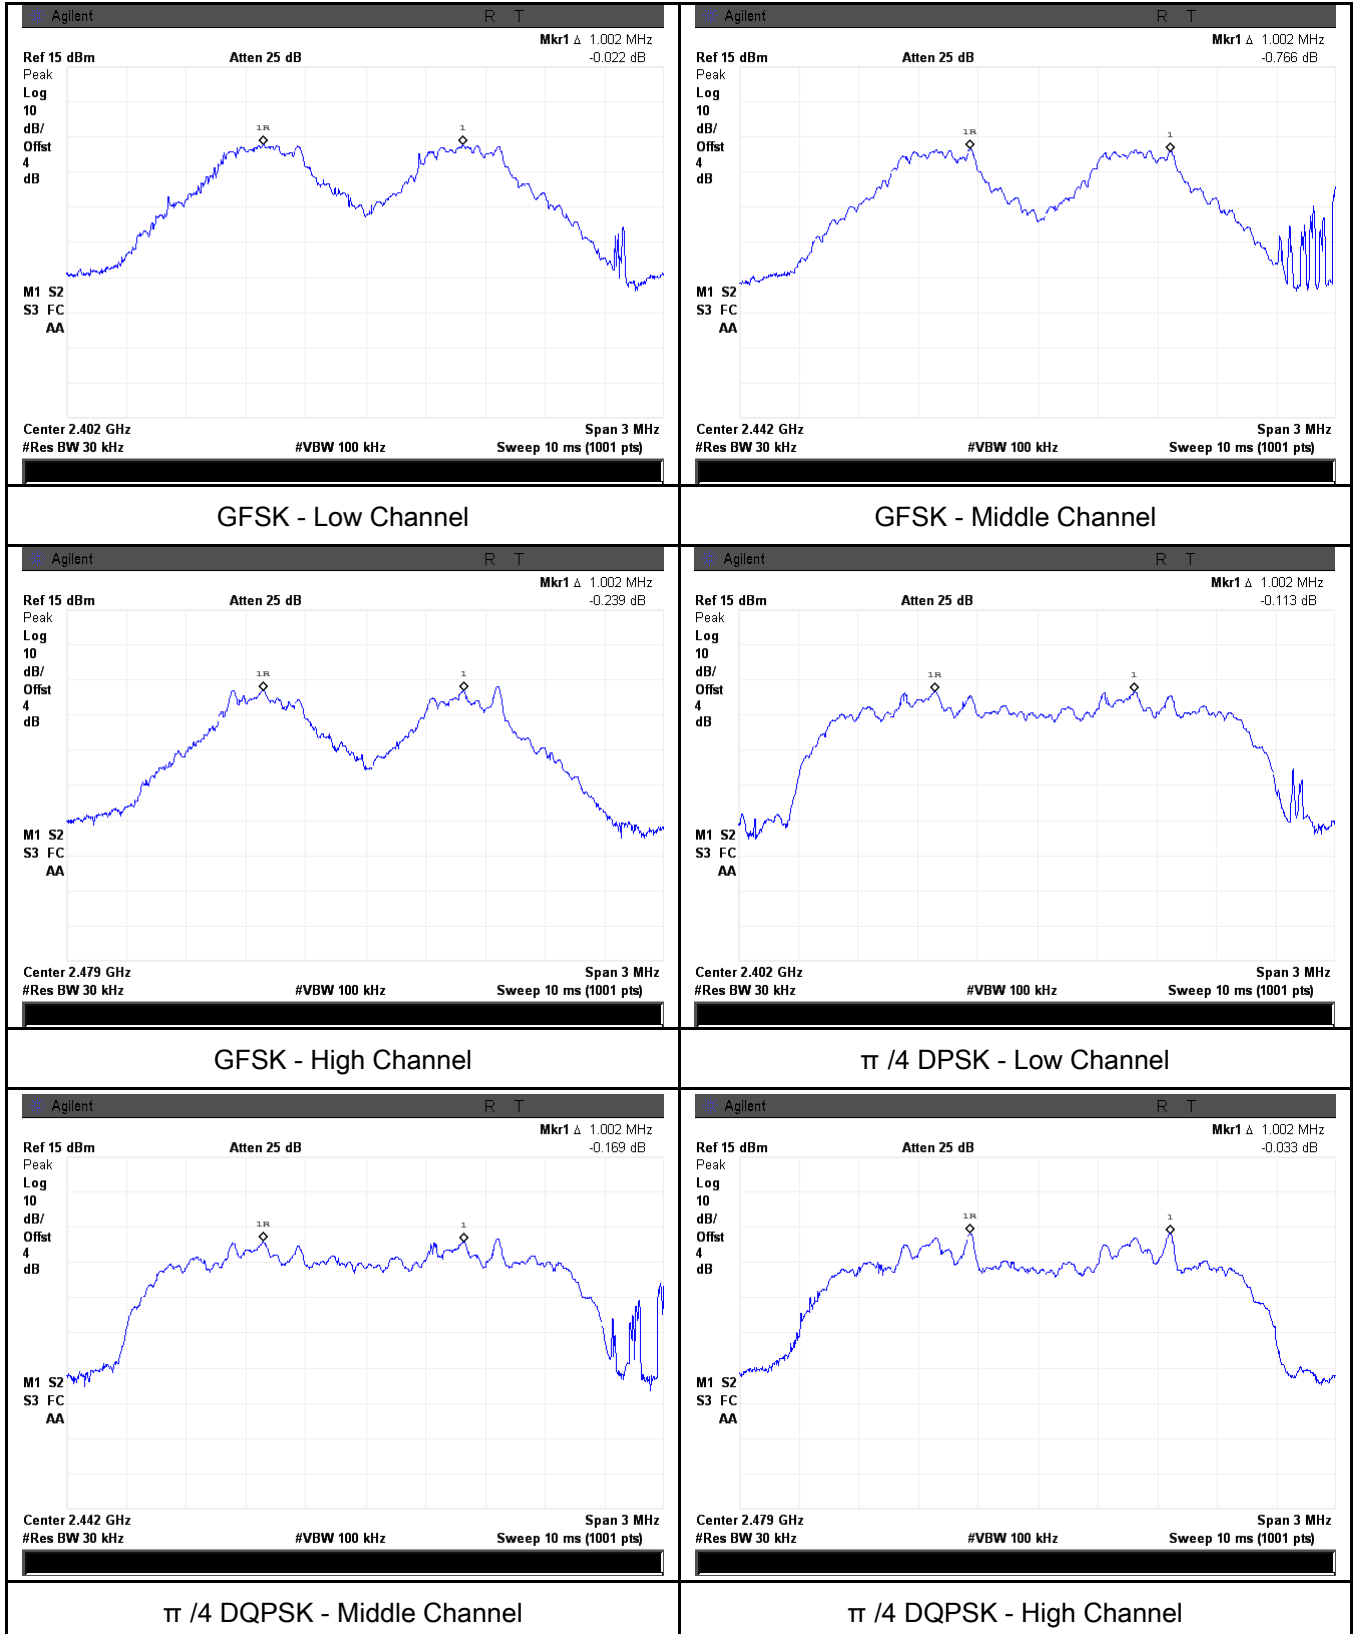 Agilent R T
Mkr1 Δ 1.002 MHz
Ref 15 dBm Atten 25 dB -0.022 dB
Peak
Log
10
dB/
Offst
4
dB
1R 1
M1 S2
S3 FC
AA
Center 2.402 GHz Span 3 MHz
#Res BW 30 kHz #VBW 100 kHz Sweep 10 ms (1001 pts)
GFSK - Low Channel
Agilent R T
Mkr1 Δ 1.002 MHz
Ref 15 dBm Atten 25 dB -0.766 dB
Peak
Log
10
dB/
Offst
4
dB
1R 1
M1 S2
S3 FC
AA
Center 2.442 GHz Span 3 MHz
#Res BW 30 kHz #VBW 100 kHz Sweep 10 ms (1001 pts)
GFSK - Middle Channel
Agilent R T
Mkr1 Δ 1.002 MHz
Ref 15 dBm Atten 25 dB -0.239 dB
Peak
Log
10
dB/
Offst
4
dB
1R 1
M1 S2
S3 FC
AA
Center 2.479 GHz Span 3 MHz
#Res BW 30 kHz #VBW 100 kHz Sweep 10 ms (1001 pts)
GFSK - High Channel
Agilent R T
Mkr1 Δ 1.002 MHz
Ref 15 dBm Atten 25 dB -0.113 dB
Peak
Log
10
dB/
Offst
4
dB
1R 1
M1 S2
S3 FC
AA
Center 2.402 GHz Span 3 MHz
#Res BW 30 kHz #VBW 100 kHz Sweep 10 ms (1001 pts)
π /4 DPSK - Low Channel
Agilent R T
Mkr1 Δ 1.002 MHz
Ref 15 dBm Atten 25 dB -0.169 dB
Peak
Log
10
dB/
Offst
4
dB
1R 1
M1 S2
S3 FC
AA
Center 2.442 GHz Span 3 MHz
#Res BW 30 kHz #VBW 100 kHz Sweep 10 ms (1001 pts)
π /4 DQPSK - Middle Channel
Agilent R T
Mkr1 Δ 1.002 MHz
Ref 15 dBm Atten 25 dB -0.033 dB
Peak
Log
10
dB/
Offst
4
dB
1R 1
M1 S2
S3 FC
AA
Center 2.479 GHz Span 3 MHz
#Res BW 30 kHz #VBW 100 kHz Sweep 10 ms (1001 pts)
π /4 DQPSK - High Channel